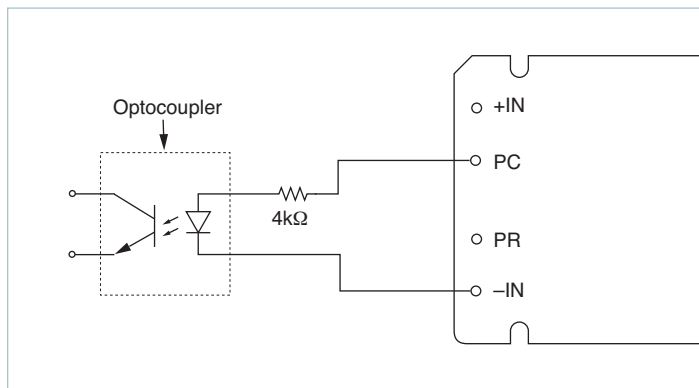 +IN
Optocoupler
PC
4kΩ
PR
–IN